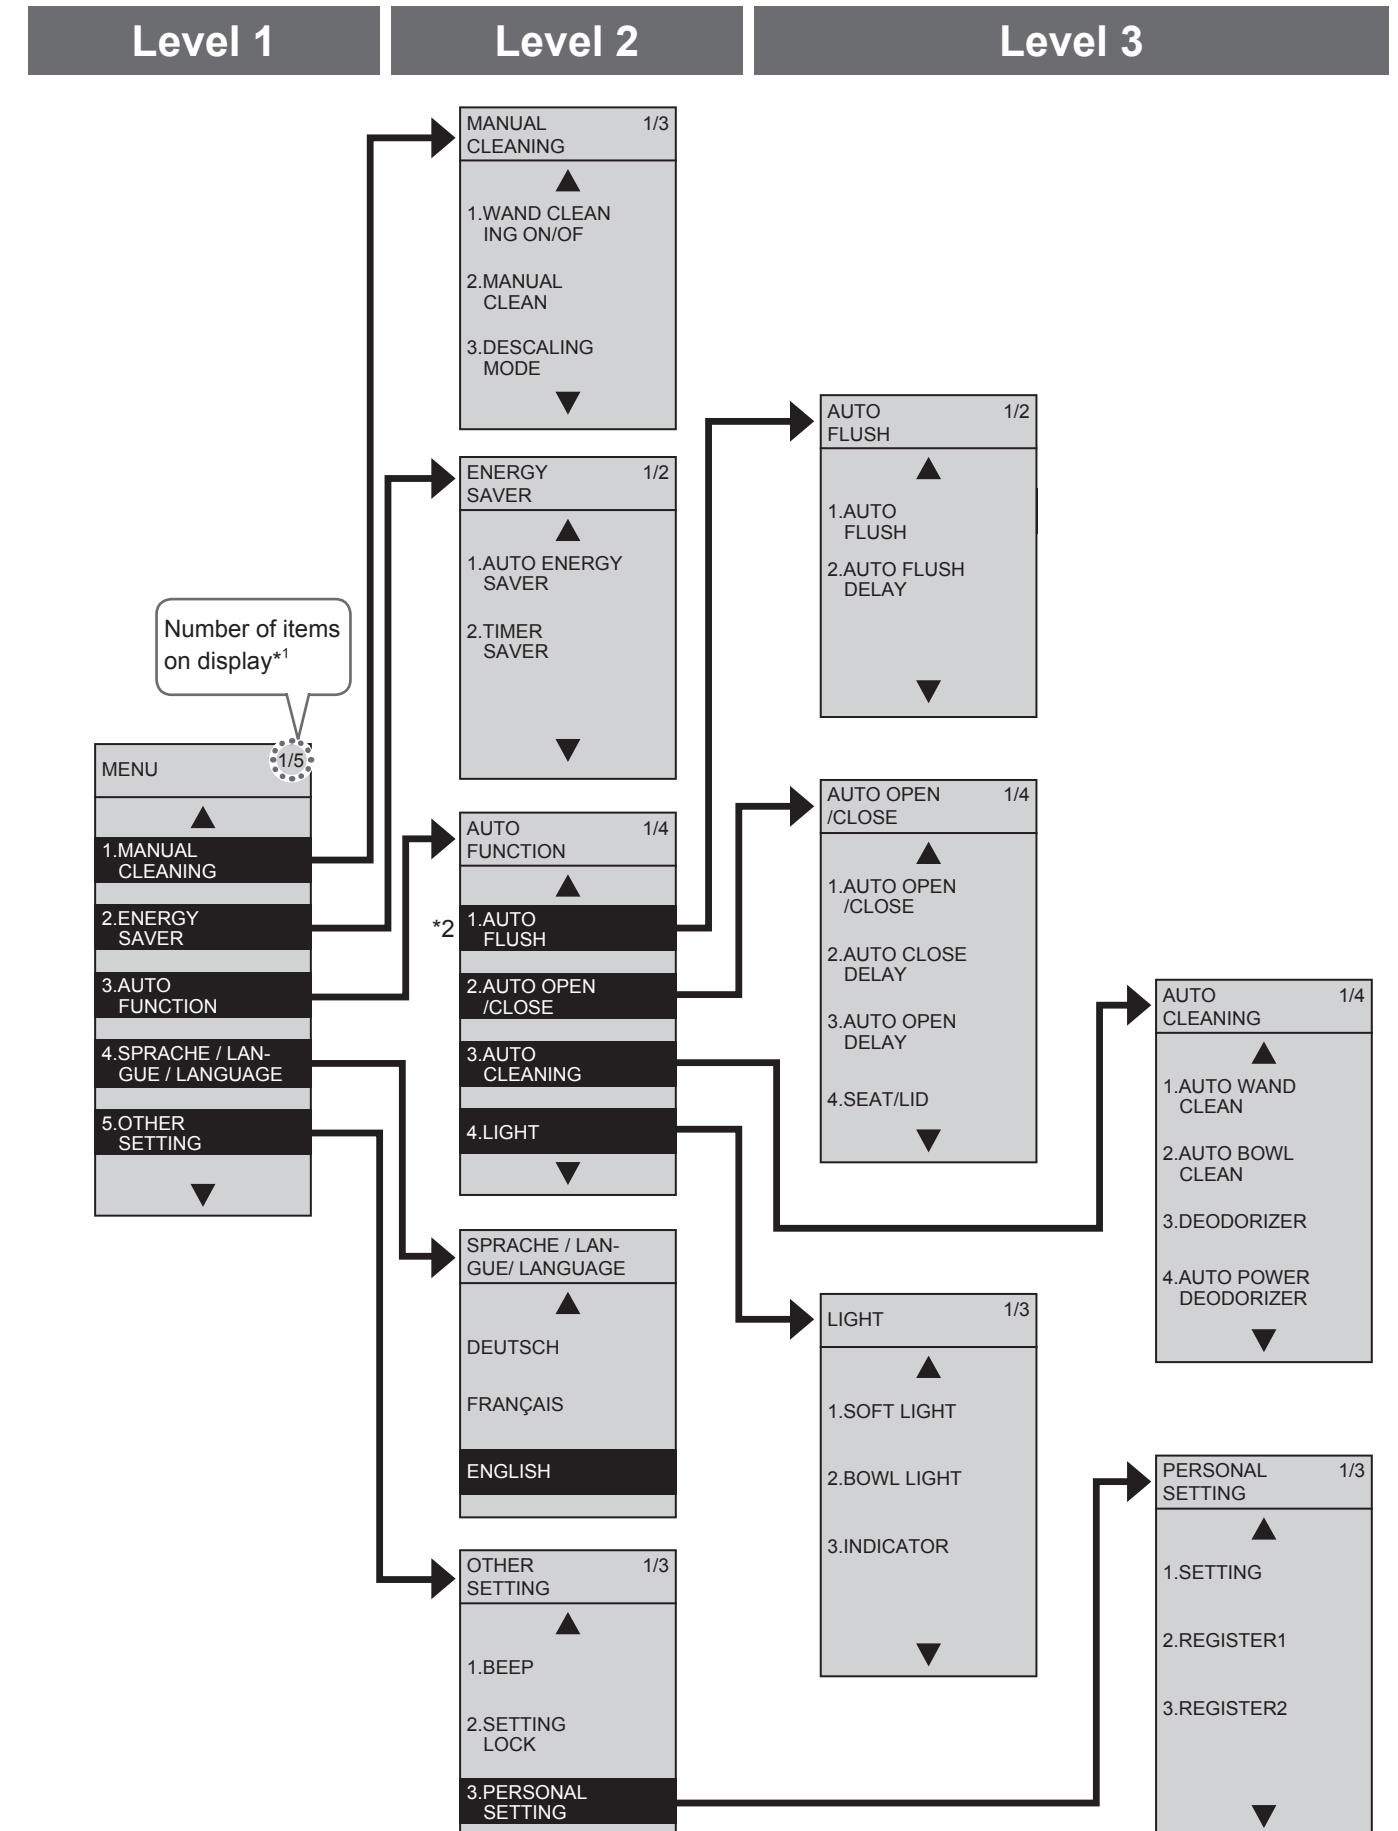 Level 1
Level 2
Level 3
MANUAL 1/3
CLEANING
1.WAND CLEAN
ING ON/OF
2.MANUAL
CLEAN
3.DESCALING
MODE
ENERGY 1/2
SAVER
1.AUTO ENERGY
SAVER
2.TIMER
SAVER
Number of items
on display*1
MENU 1/5
1.MANUAL
CLEANING
2.ENERGY
SAVER
3.AUTO
FUNCTION
4.SPRACHE / LAN-
GUE / LANGUAGE
5.OTHER
SETTING
AUTO 1/4
FUNCTION
*2
1.AUTO
FLUSH
2.AUTO OPEN
/CLOSE
3.AUTO
CLEANING
4.LIGHT
SPRACHE / LAN-
GUE/ LANGUAGE
DEUTSCH
FRANÇAIS
ENGLISH
OTHER 1/3
SETTING
1.BEEP
2.SETTING
LOCK
3.PERSONAL
SETTING
AUTO 1/2
FLUSH
1.AUTO
FLUSH
2.AUTO FLUSH
DELAY
AUTO OPEN 1/4
/CLOSE
1.AUTO OPEN
/CLOSE
2.AUTO CLOSE
DELAY
3.AUTO OPEN
DELAY
4.SEAT/LID
LIGHT 1/3
1.SOFT LIGHT
2.BOWL LIGHT
3.INDICATOR
AUTO 1/4
CLEANING
1.AUTO WAND
CLEAN
2.AUTO BOWL
CLEAN
3.DEODORIZER
4.AUTO POWER
DEODORIZER
PERSONAL 1/3
SETTING
1.SETTING
2.REGISTER1
3.REGISTER2